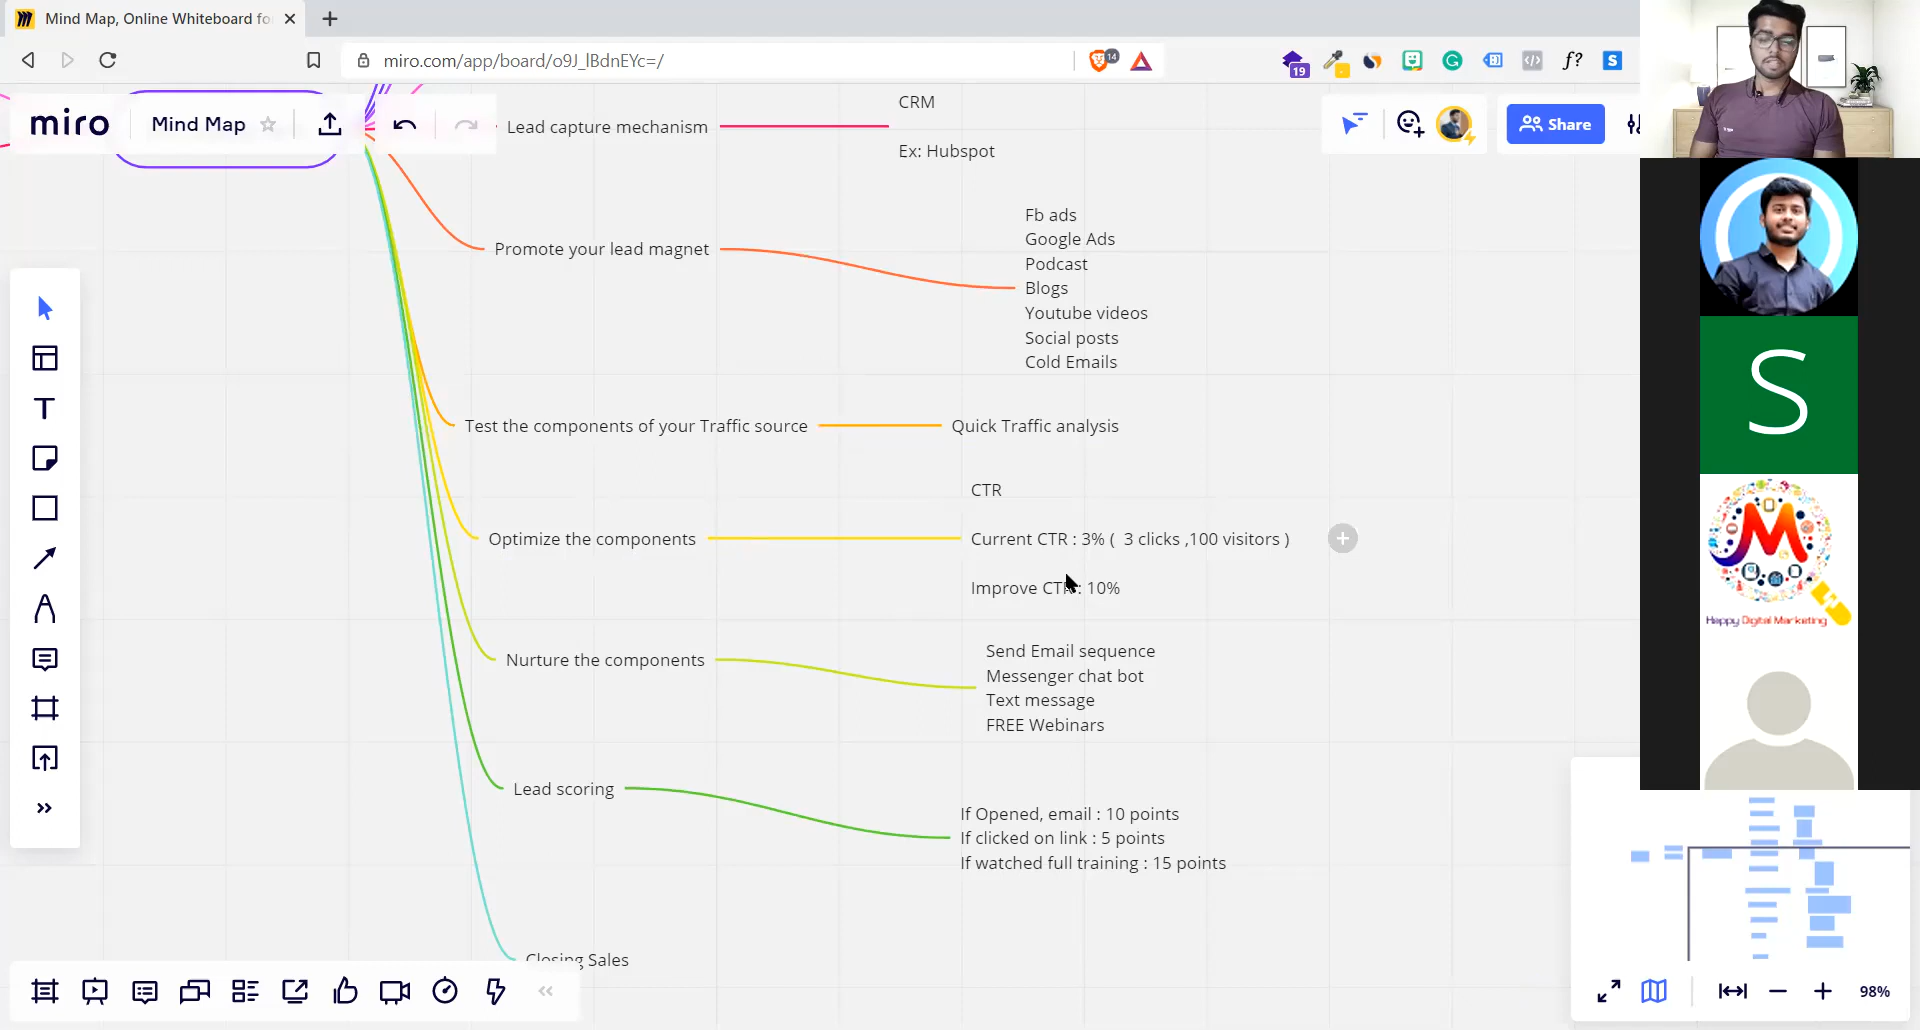 Mind Map, Online Whiteboard fo
miro.com/app/board/o9J_lBdnEYc=/
14
19
f?
S
miro
Mind Map
Share
Lead capture mechanism
CRM
Ex: Hubspot
Promote your lead magnet
Fb ads
Google Ads
Podcast
Blogs
Youtube videos
Social posts
Cold Emails
Test the components of your Traffic source
Quick Traffic analysis
Optimize the components
CTR
Current CTR : 3% (  3 clicks ,100 visitors )
Improve CTR : 10%
Nurture the components
Send Email sequence
Messenger chat bot
Text message
FREE Webinars
Lead scoring
If Opened, email : 10 points
If clicked on link : 5 points
If watched full training : 15 points
Closing Sales
S
M
Happy Digital Marketing
98%